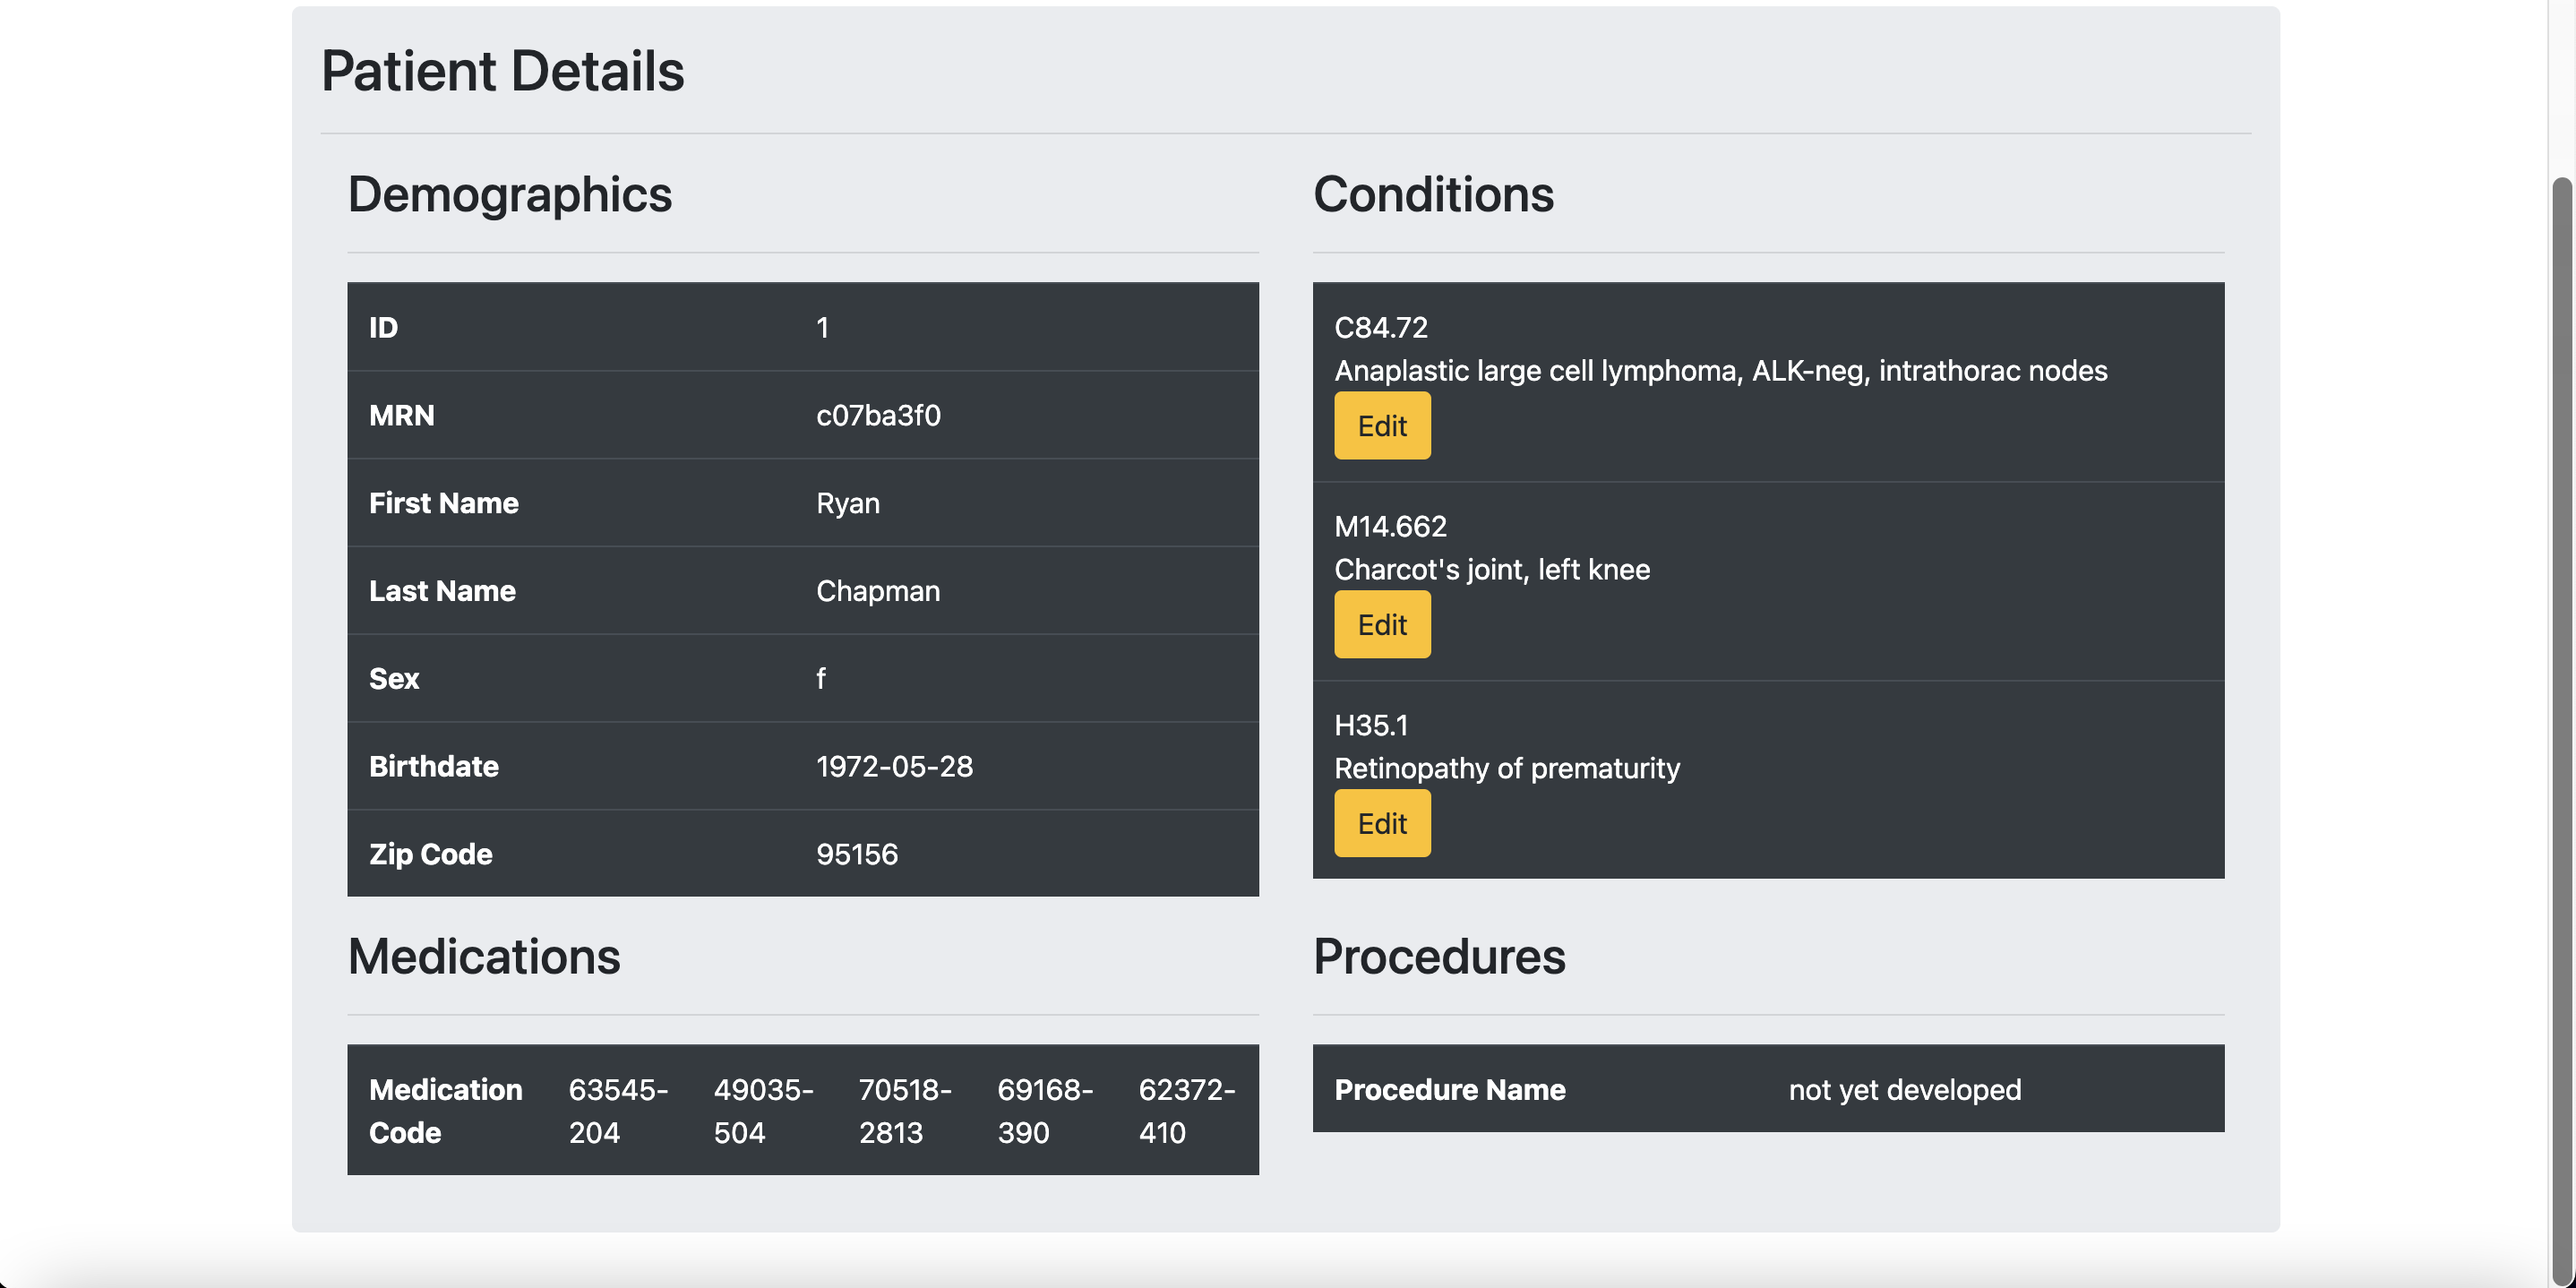 Patient Details
Demographics
ID 1
MRN c07ba3f0
First Name Ryan
Last Name Chapman
Sex f
Birthdate 1972-05-28
Zip Code 95156
Conditions
C84.72
Anaplastic large cell lymphoma, ALK-neg, intrathorac nodes
Edit
M14.662
Charcot's joint, left knee
Edit
H35.1
Retinopathy of prematurity
Edit
Medications
Medication 63545- 49035- 70518- 69168- 62372-
Code 204 504 2813 390 410
Procedures
Procedure Name not yet developed